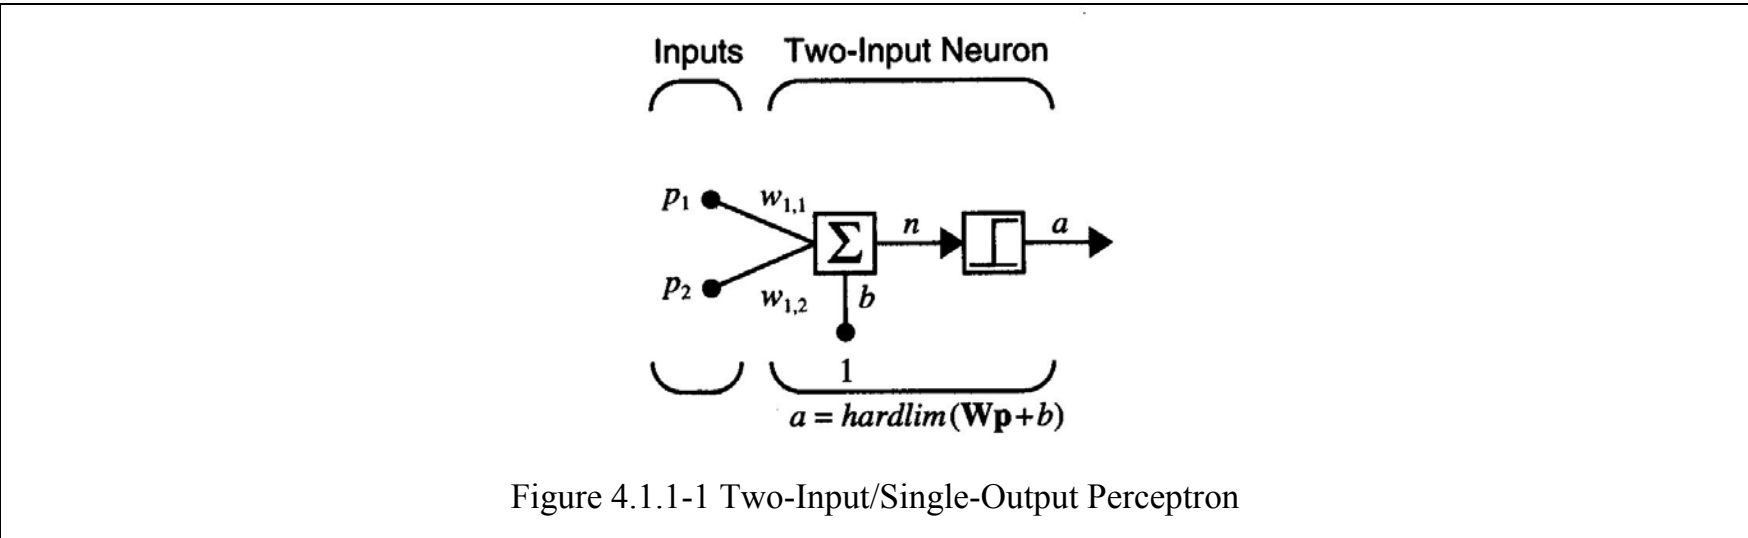 Inputs Two-Input Neuron
p1 w1,1
Σ n a
p2 w1,2 b
1
a = hardlim(Wp+b)
Figure 4.1.1-1 Two-Input/Single-Output Perceptron